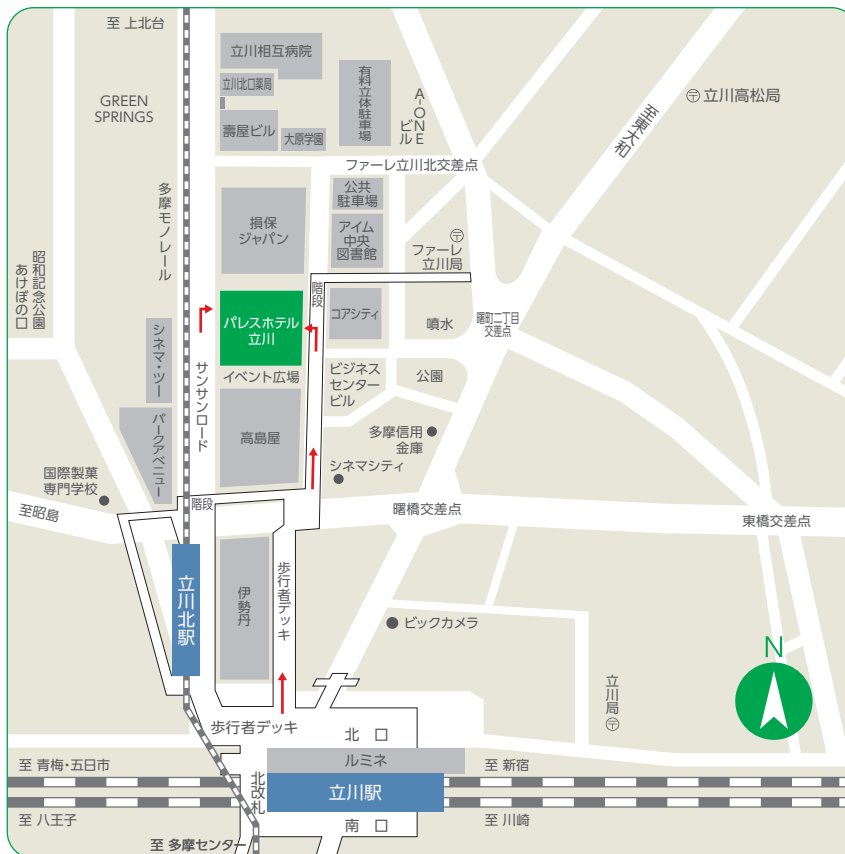 至 上北台
立川相互病院
立川北口薬局
有料立体駐車場
A-ONE
ビル
〶立川高松局
GREEN
SPRINGS
壽屋ビル
大原学園
至東大和
ファーレ立川北交差点
多摩モノレール
公共
駐車場
損保
ジャパン
アイム
中央
図書館
〶
ファーレ
立川局
昭和記念公園
あけぼの口
階段
パレスホテル
立川
コアシティ
噴水
曙町二丁目
交差点
シネマ・ツー
サンサンロード
イベント広場
ビジネス
センター
ビル
公園
パークアベニュー
高島屋
多摩信用
金庫
シネマシティ
国際製菓
専門学校
至昭島
階段
曙橋交差点
東橋交差点
立川北駅
伊勢丹
歩行者デッキ
ビックカメラ
N
立川局〶
歩行者デッキ
北 口
ルミネ
至 青梅・五日市
至 新宿
北改札
立川駅
至 八王子
南 口
至 川崎
至 多摩センター